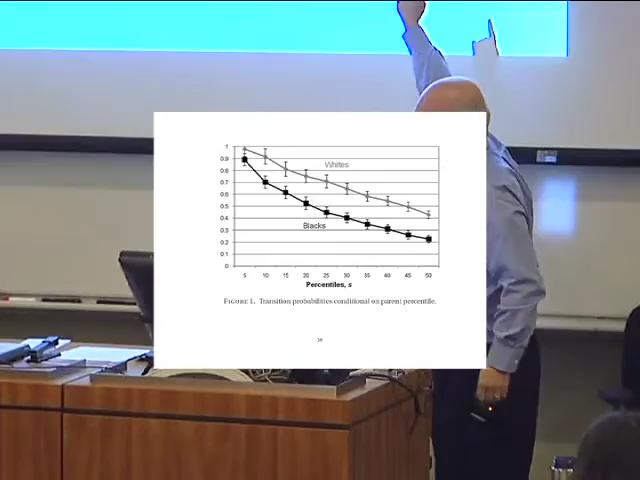 1
0.9
0.8
0.7
0.6
0.5
0.4
0.3
0.2
0.1
0
Whites
Blacks
5 10 15 20 25 30 35 40 45 50
Percentiles, s
FIGURE 1. Transition probabilities conditional on parent percentile.